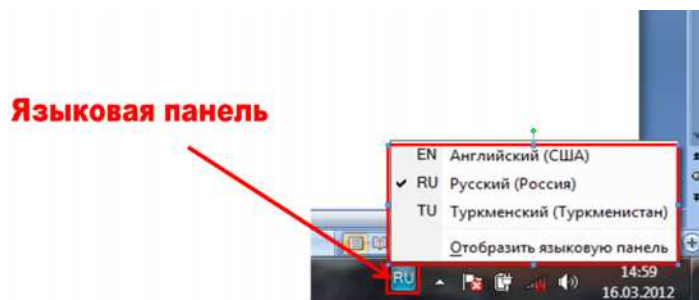 Языковая панель
EN Английский (США)
RU Русский (Россия)
TU Туркменский (Туркменистан)
Отобразить языковую панель
RU
14:59
16.03.2012